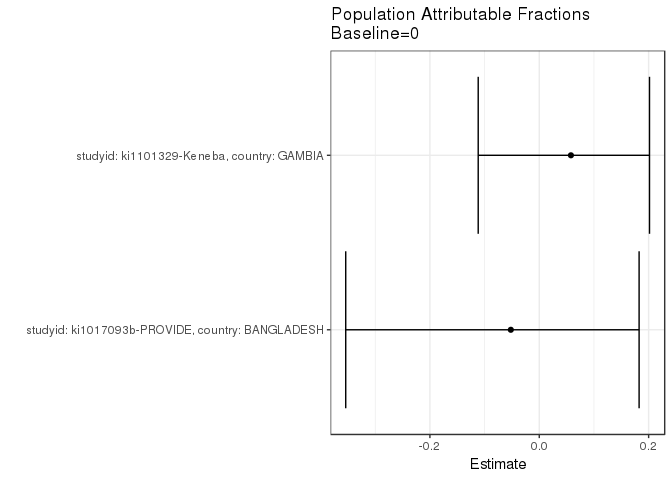 Population Attributable Fractions
Baseline=0
studyid: ki1101329-Keneba, country: GAMBIA
studyid: ki1017093b-PROVIDE, country: BANGLADESH
-0.2
0.0
0.2
Estimate